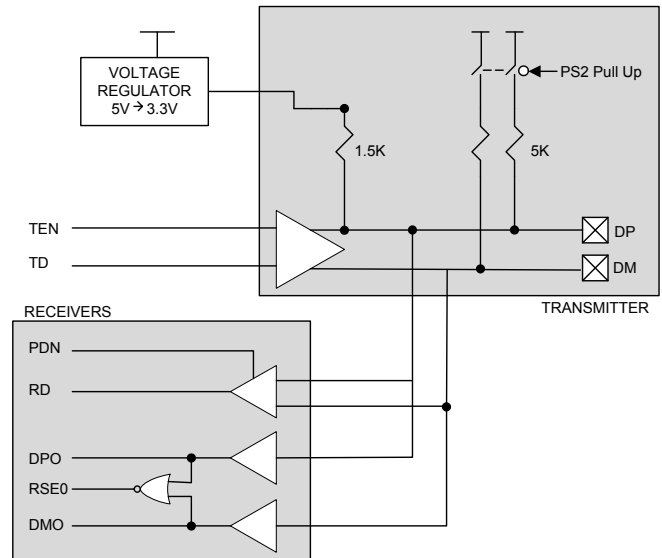 VOLTAGE
REGULATOR
5V → 3.3V
PS2 Pull Up
1.5K
5K
TEN
TD
DP
DM
TRANSMITTER
RECEIVERS
PDN
RD
DPO
RSE0
DMO